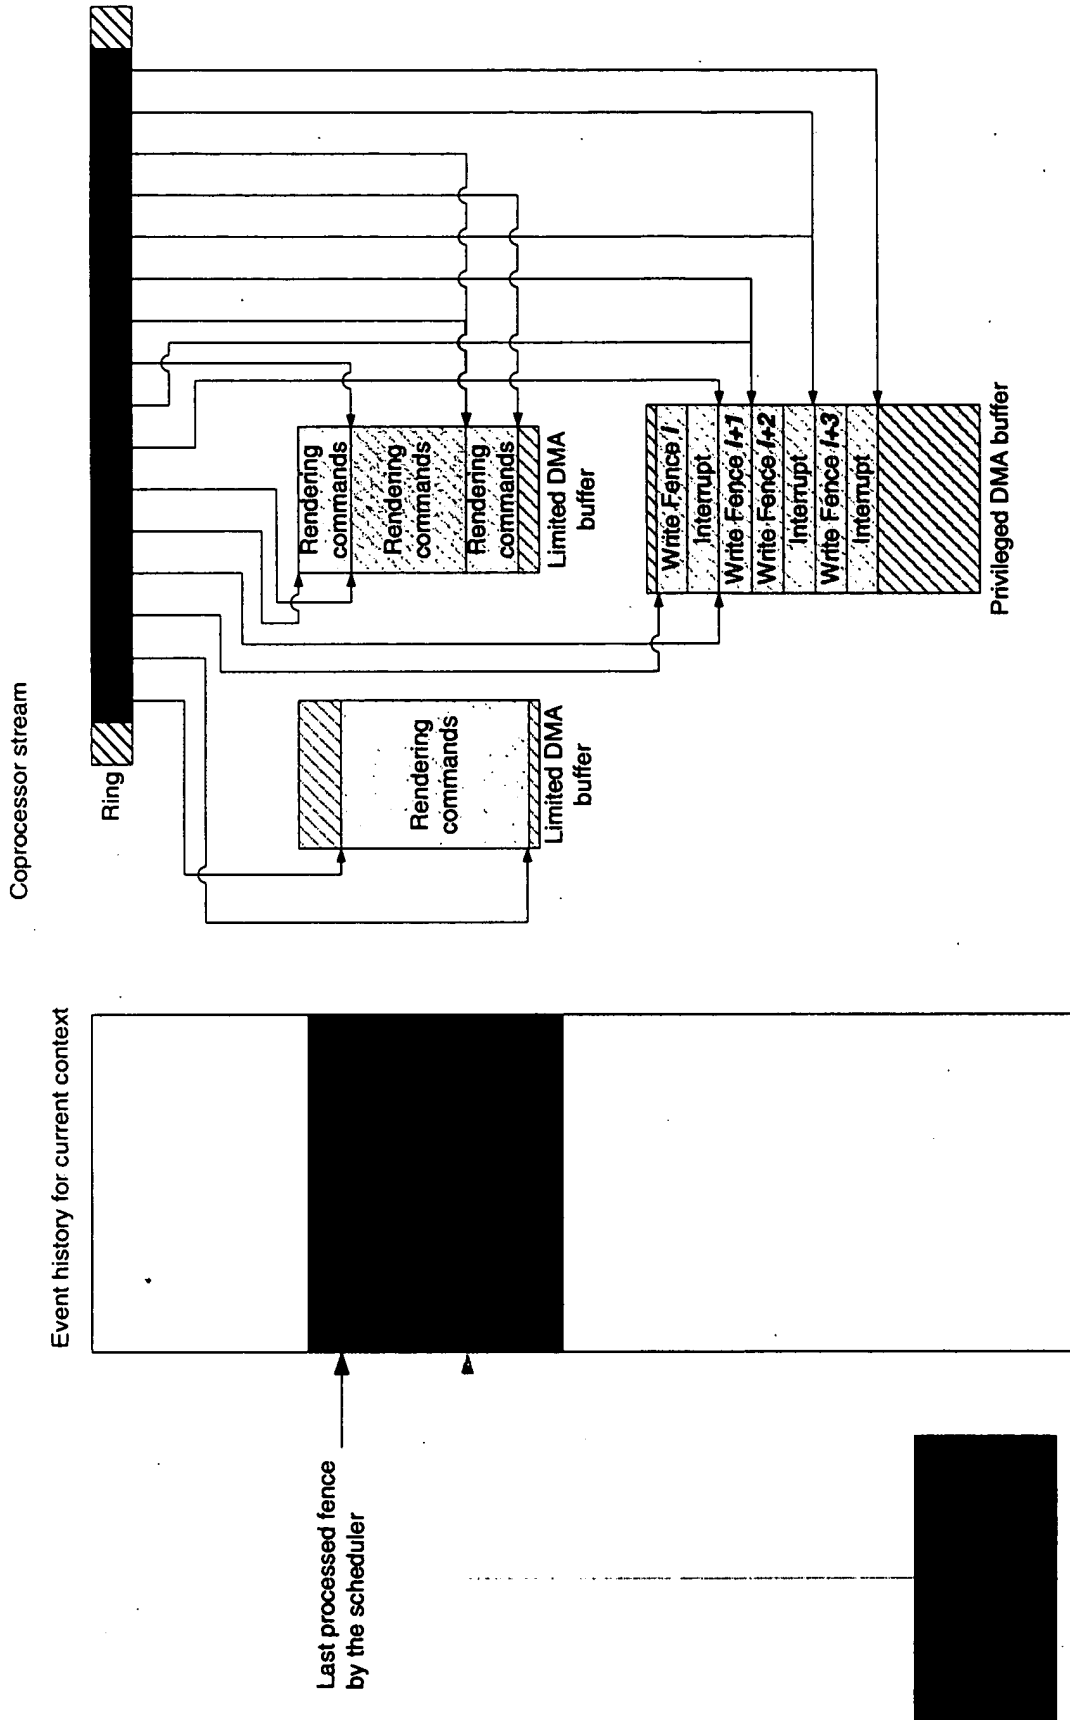 Coprocessor stream
Ring
Rendering
commands
Limited DMA
buffer
Rendering
commands
Rendering
commands
Rendering
commands
Limited DMA
buffer
Write Fence I
Interrupt
Write Fence I+1
Write Fence I+2
Interrupt
Write Fence I+3
Interrupt
Privileged DMA buffer
Event history for current context
Last processed fence
by the scheduler